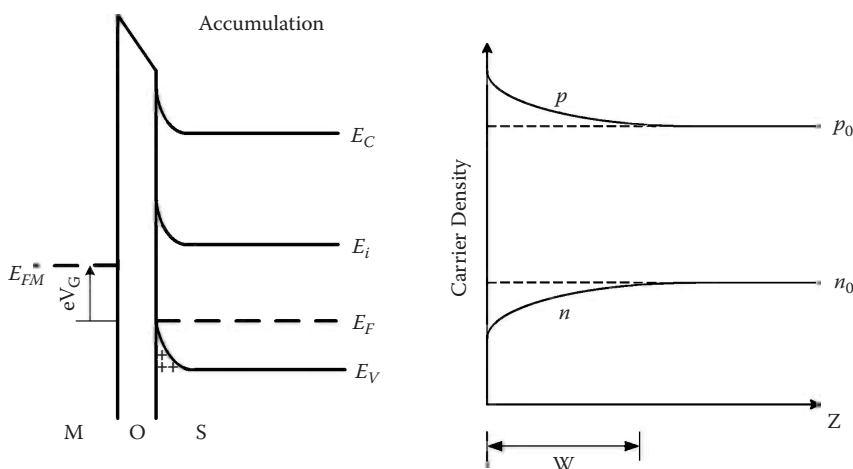 Accumulation
E_C
E_i
E_FM
eV_G
E_F
++
+
E_V
M O S
Carrier Density
p
p_0
n_0
n
Z
W